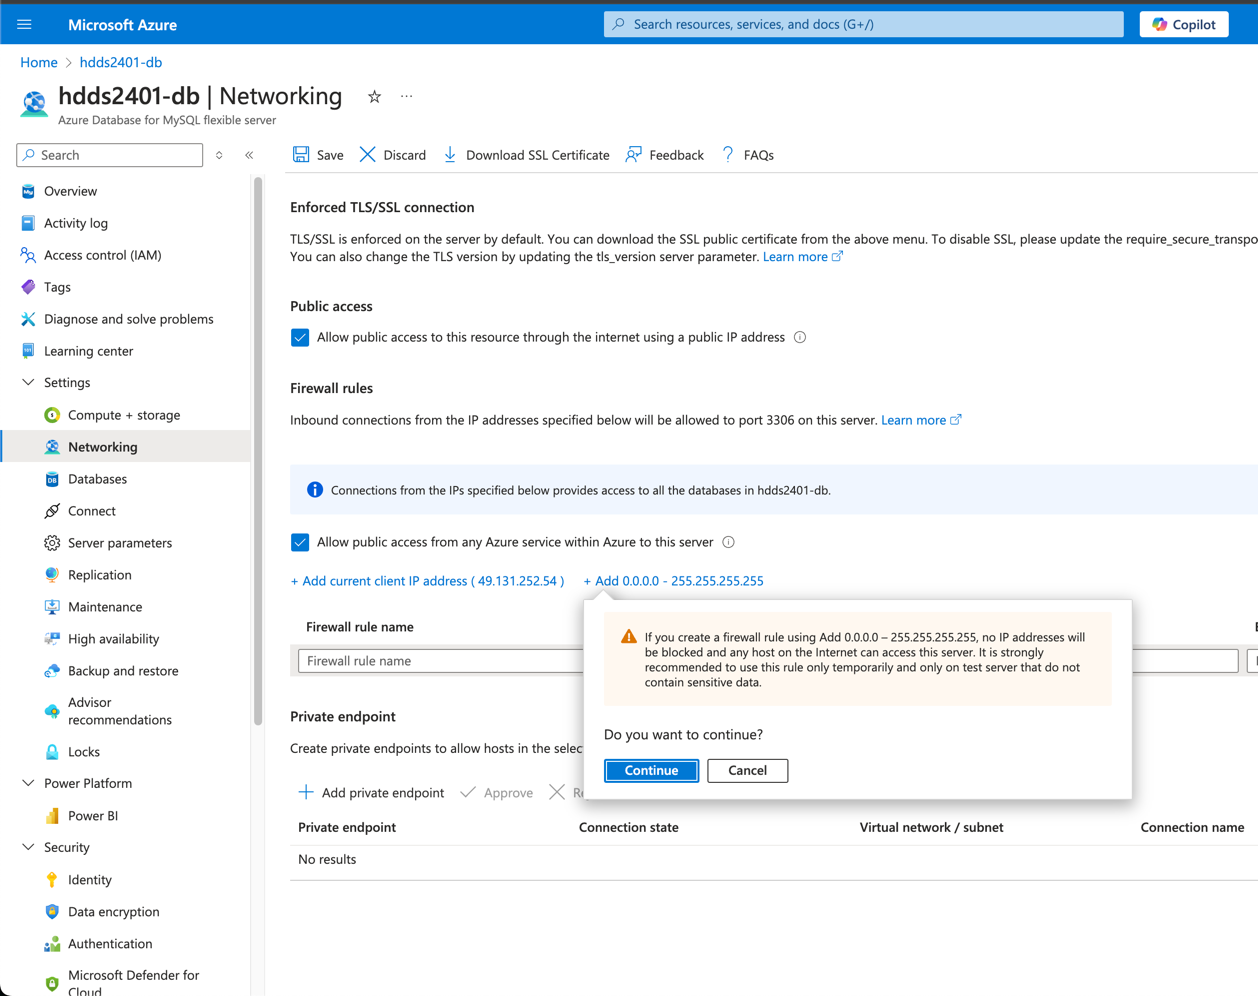 Microsoft Azure
Search resources, services, and docs (G+/)
Copilot
Home > hdds2401-db
hdds2401-db | Networking
Azure Database for MySQL flexible server
Search
Save
Discard
Download SSL Certificate
Feedback
FAQs
Overview
Activity log
Access control (IAM)
Tags
Diagnose and solve problems
Learning center
Settings
Compute + storage
Networking
Databases
Connect
Server parameters
Replication
Maintenance
High availability
Backup and restore
Advisor
recommendations
Locks
Power Platform
Power BI
Security
Identity
Data encryption
Authentication
Microsoft Defender for
Cloud
Enforced TLS/SSL connection
TLS/SSL is enforced on the server by default. You can download the SSL public certificate from the above menu. To disable SSL, please update the require_secure_transpo
You can also change the TLS version by updating the tls_version server parameter. Learn more
Public access
Allow public access to this resource through the internet using a public IP address
Firewall rules
Inbound connections from the IP addresses specified below will be allowed to port 3306 on this server. Learn more
Connections from the IPs specified below provides access to all the databases in hdds2401-db.
Allow public access from any Azure service within Azure to this server
+ Add current client IP address ( 49.131.252.54 )
+ Add 0.0.0.0 - 255.255.255.255
Firewall rule name
Firewall rule name
If you create a firewall rule using Add 0.0.0.0 – 255.255.255.255, no IP addresses will
be blocked and any host on the Internet can access this server. It is strongly
recommended to use this rule only temporarily and only on test server that do not
contain sensitive data.
Do you want to continue?
Continue
Cancel
Private endpoint
Create private endpoints to allow hosts in the selec
Add private endpoint
Approve
Re
Private endpoint
Connection state
Virtual network / subnet
Connection name
No results